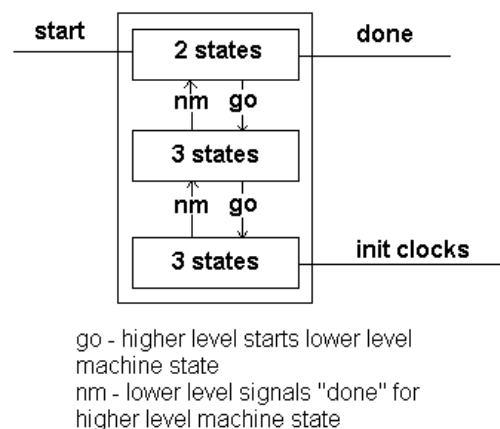 start
done
2 states
nm go
3 states
nm go
3 states
init clocks
go - higher level starts lower level
machine state
nm - lower level signals "done" for
higher level machine state